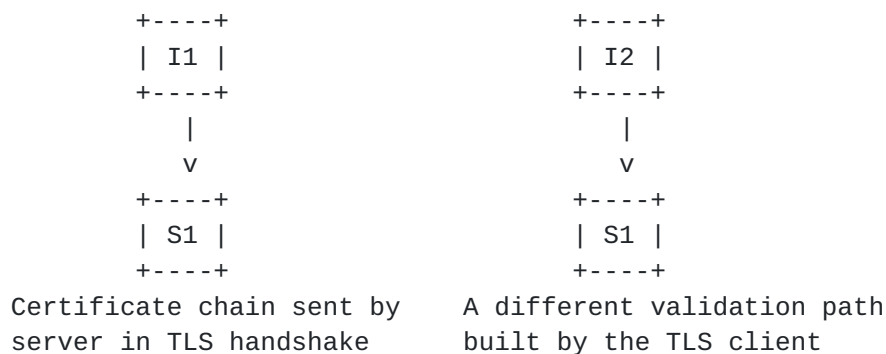 +----+                       +----+
| I1 |                       | I2 |
+----+                       +----+
   |                            |
   v                            v
+----+                       +----+
| S1 |                       | S1 |
+----+                       +----+
Certificate chain sent by    A different validation path
server in TLS handshake      built by the TLS client